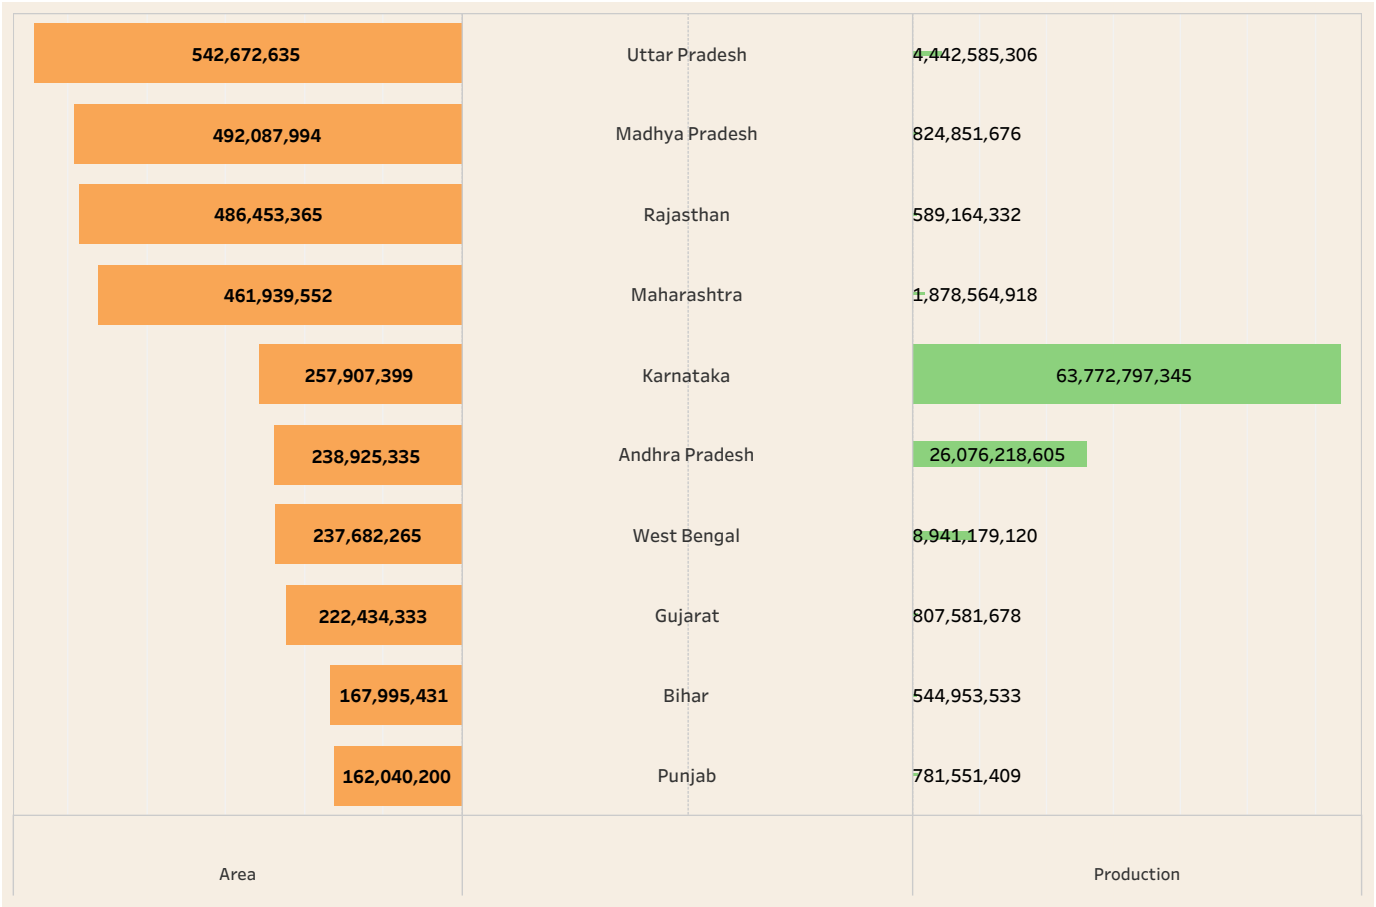 542,672,635 Uttar Pradesh 4,442,585,306
492,087,994 Madhya Pradesh 824,851,676
486,453,365 Rajasthan 589,164,332
461,939,552 Maharashtra 1,878,564,918
257,907,399 Karnataka 63,772,797,345
238,925,335 Andhra Pradesh 26,076,218,605
237,682,265 West Bengal 8,941,179,120
222,434,333 Gujarat 807,581,678
167,995,431 Bihar 544,953,533
162,040,200 Punjab 781,551,409
Area Production